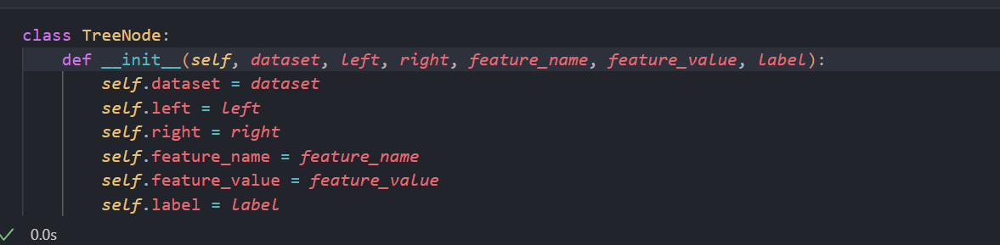 class TreeNode:
    def __init__(self, dataset, left, right, feature_name, feature_value, label):
        self.dataset = dataset
        self.left = left
        self.right = right
        self.feature_name = feature_name
        self.feature_value = feature_value
        self.label = label
✓ 0.0s